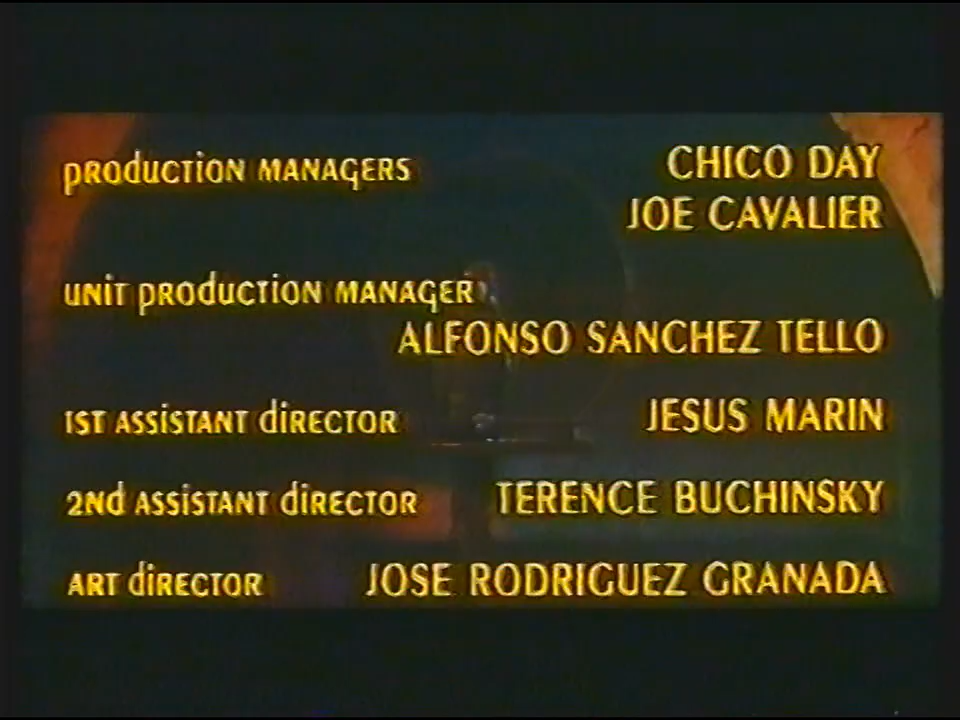 production MANAGERS CHICO DAY
JOE CAVALIER
unit production MANAGER
ALFONSO SANCHEZ TELLO
1ST ASSISTANT diRECTOR JESUS MARIN
2Nd ASSISTANT diRECTOR TERENCE BUCHINSKY
ART diRECTOR JOSE RODRIGUEZ GRANADA